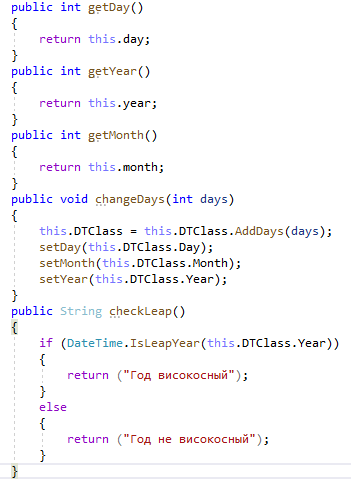 public int getDay()
{
return this.day;
}
public int getYear()
{
return this.year;
}
public int getMonth()
{
return this.month;
}
public void changeDays(int days)
{
this.DTClass = this.DTClass.AddDays(days);
setDay(this.DTClass.Day);
setMonth(this.DTClass.Month);
setYear(this.DTClass.Year);
}
public String checkLeap()
{
if (DateTime.IsLeapYear(this.DTClass.Year))
{
return ("Год високосный");
}
else
{
return ("Год не високосный");
}
}